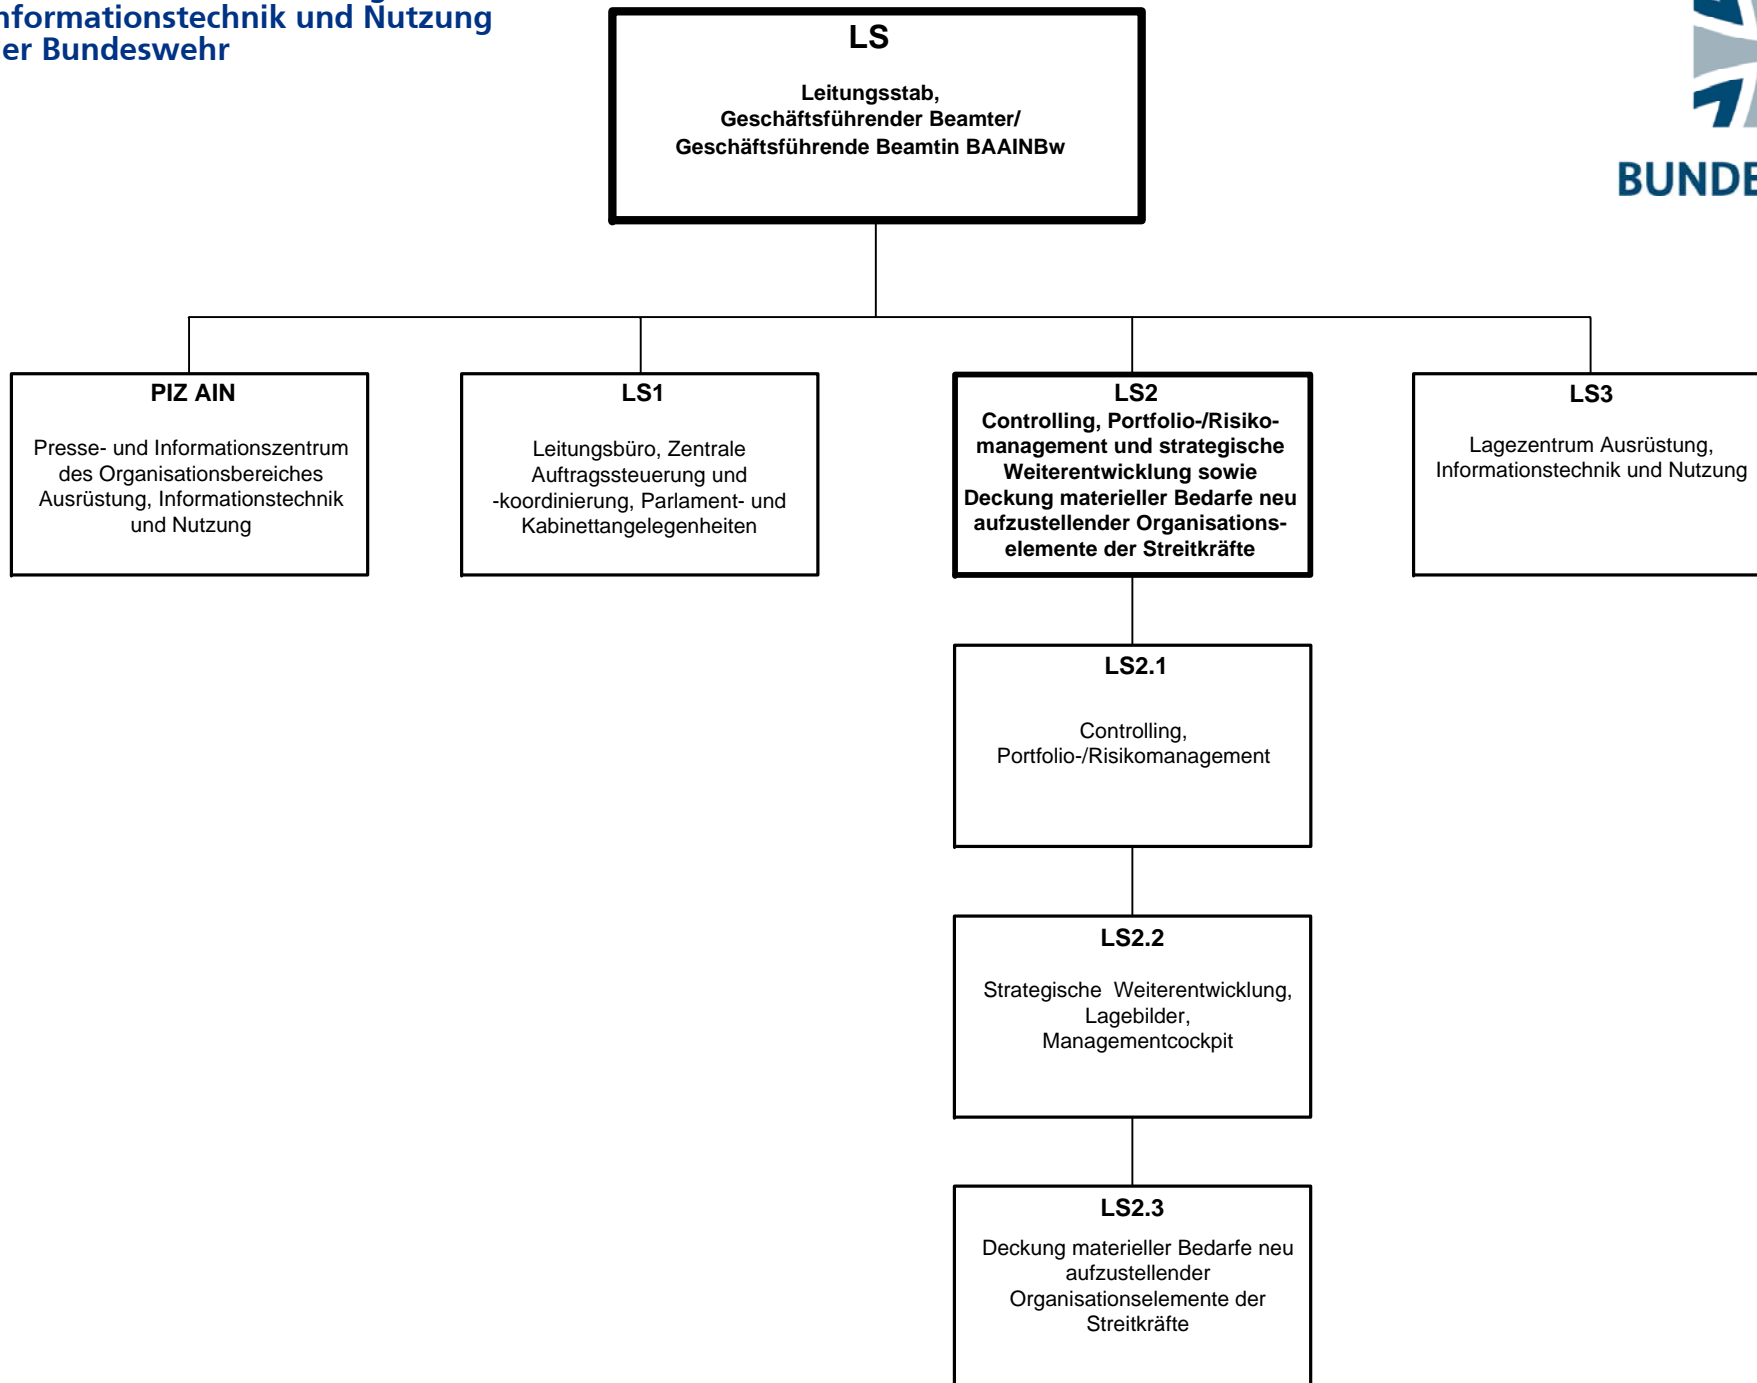 nformationstechnik und Nutzung
er Bundeswehr
BUNDE
LS
Leitungsstab,
Geschäftsführender Beamter/
Geschäftsführende Beamtin BAAINBw
PIZ AIN
Presse- und Informationszentrum
des Organisationsbereiches
Ausrüstung, Informationstechnik
und Nutzung
LS1
Leitungsbüro, Zentrale
Auftragssteuerung und
-koordinierung, Parlament- und
Kabinettangelegenheiten
LS2
Controlling, Portfolio-/Risiko-
management und strategische
Weiterentwicklung sowie
Deckung materieller Bedarfe neu
aufzustellender Organisations-
elemente der Streitkräfte
LS3
Lagezentrum Ausrüstung,
Informationstechnik und Nutzung
LS2.1
Controlling,
Portfolio-/Risikomanagement
LS2.2
Strategische Weiterentwicklung,
Lagebilder,
Managementcockpit
LS2.3
Deckung materieller Bedarfe neu
aufzustellender
Organisationselemente der
Streitkräfte